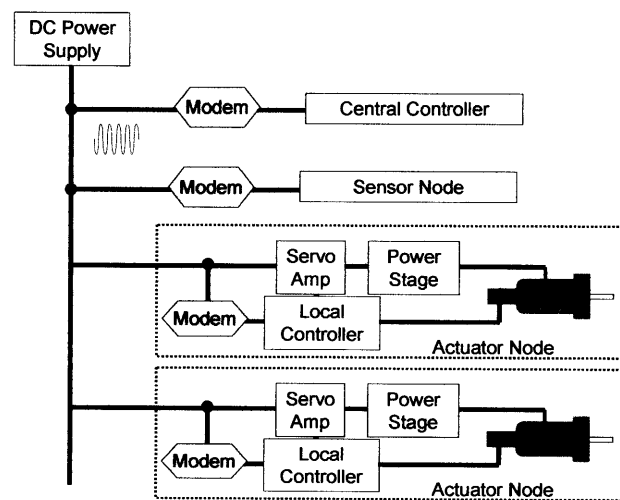 DC Power
Supply
Modem
Central Controller
Modem
Sensor Node
Servo
Amp
Power
Stage
Modem
Local
Controller
Actuator Node
Servo
Amp
Power
Stage
Modem
Local
Controller
Actuator Node